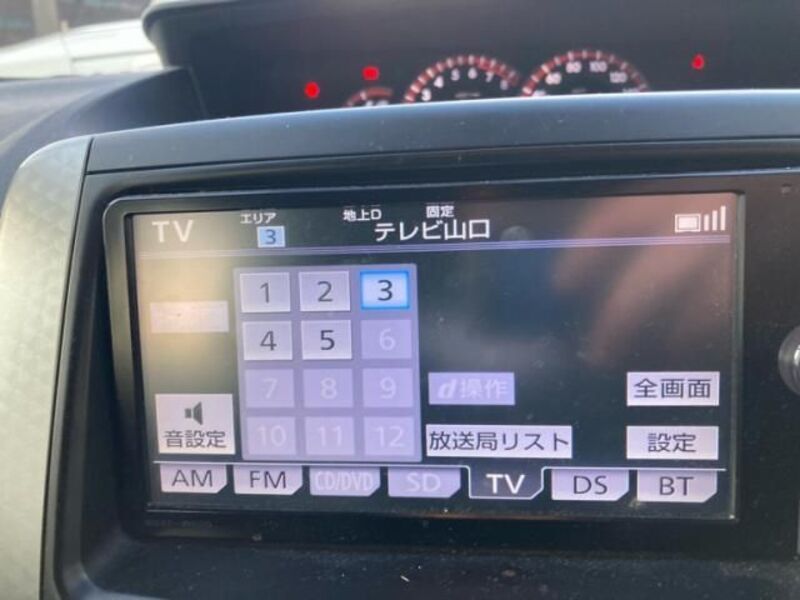 TV エリア 3 地上D 固定
テレビ山口
1 2 3
4 5 6
7 8 9
10 11 12
d操作 全画面
音設定 放送局リスト 設定
AM FM CD/DVD SD TV DS BT